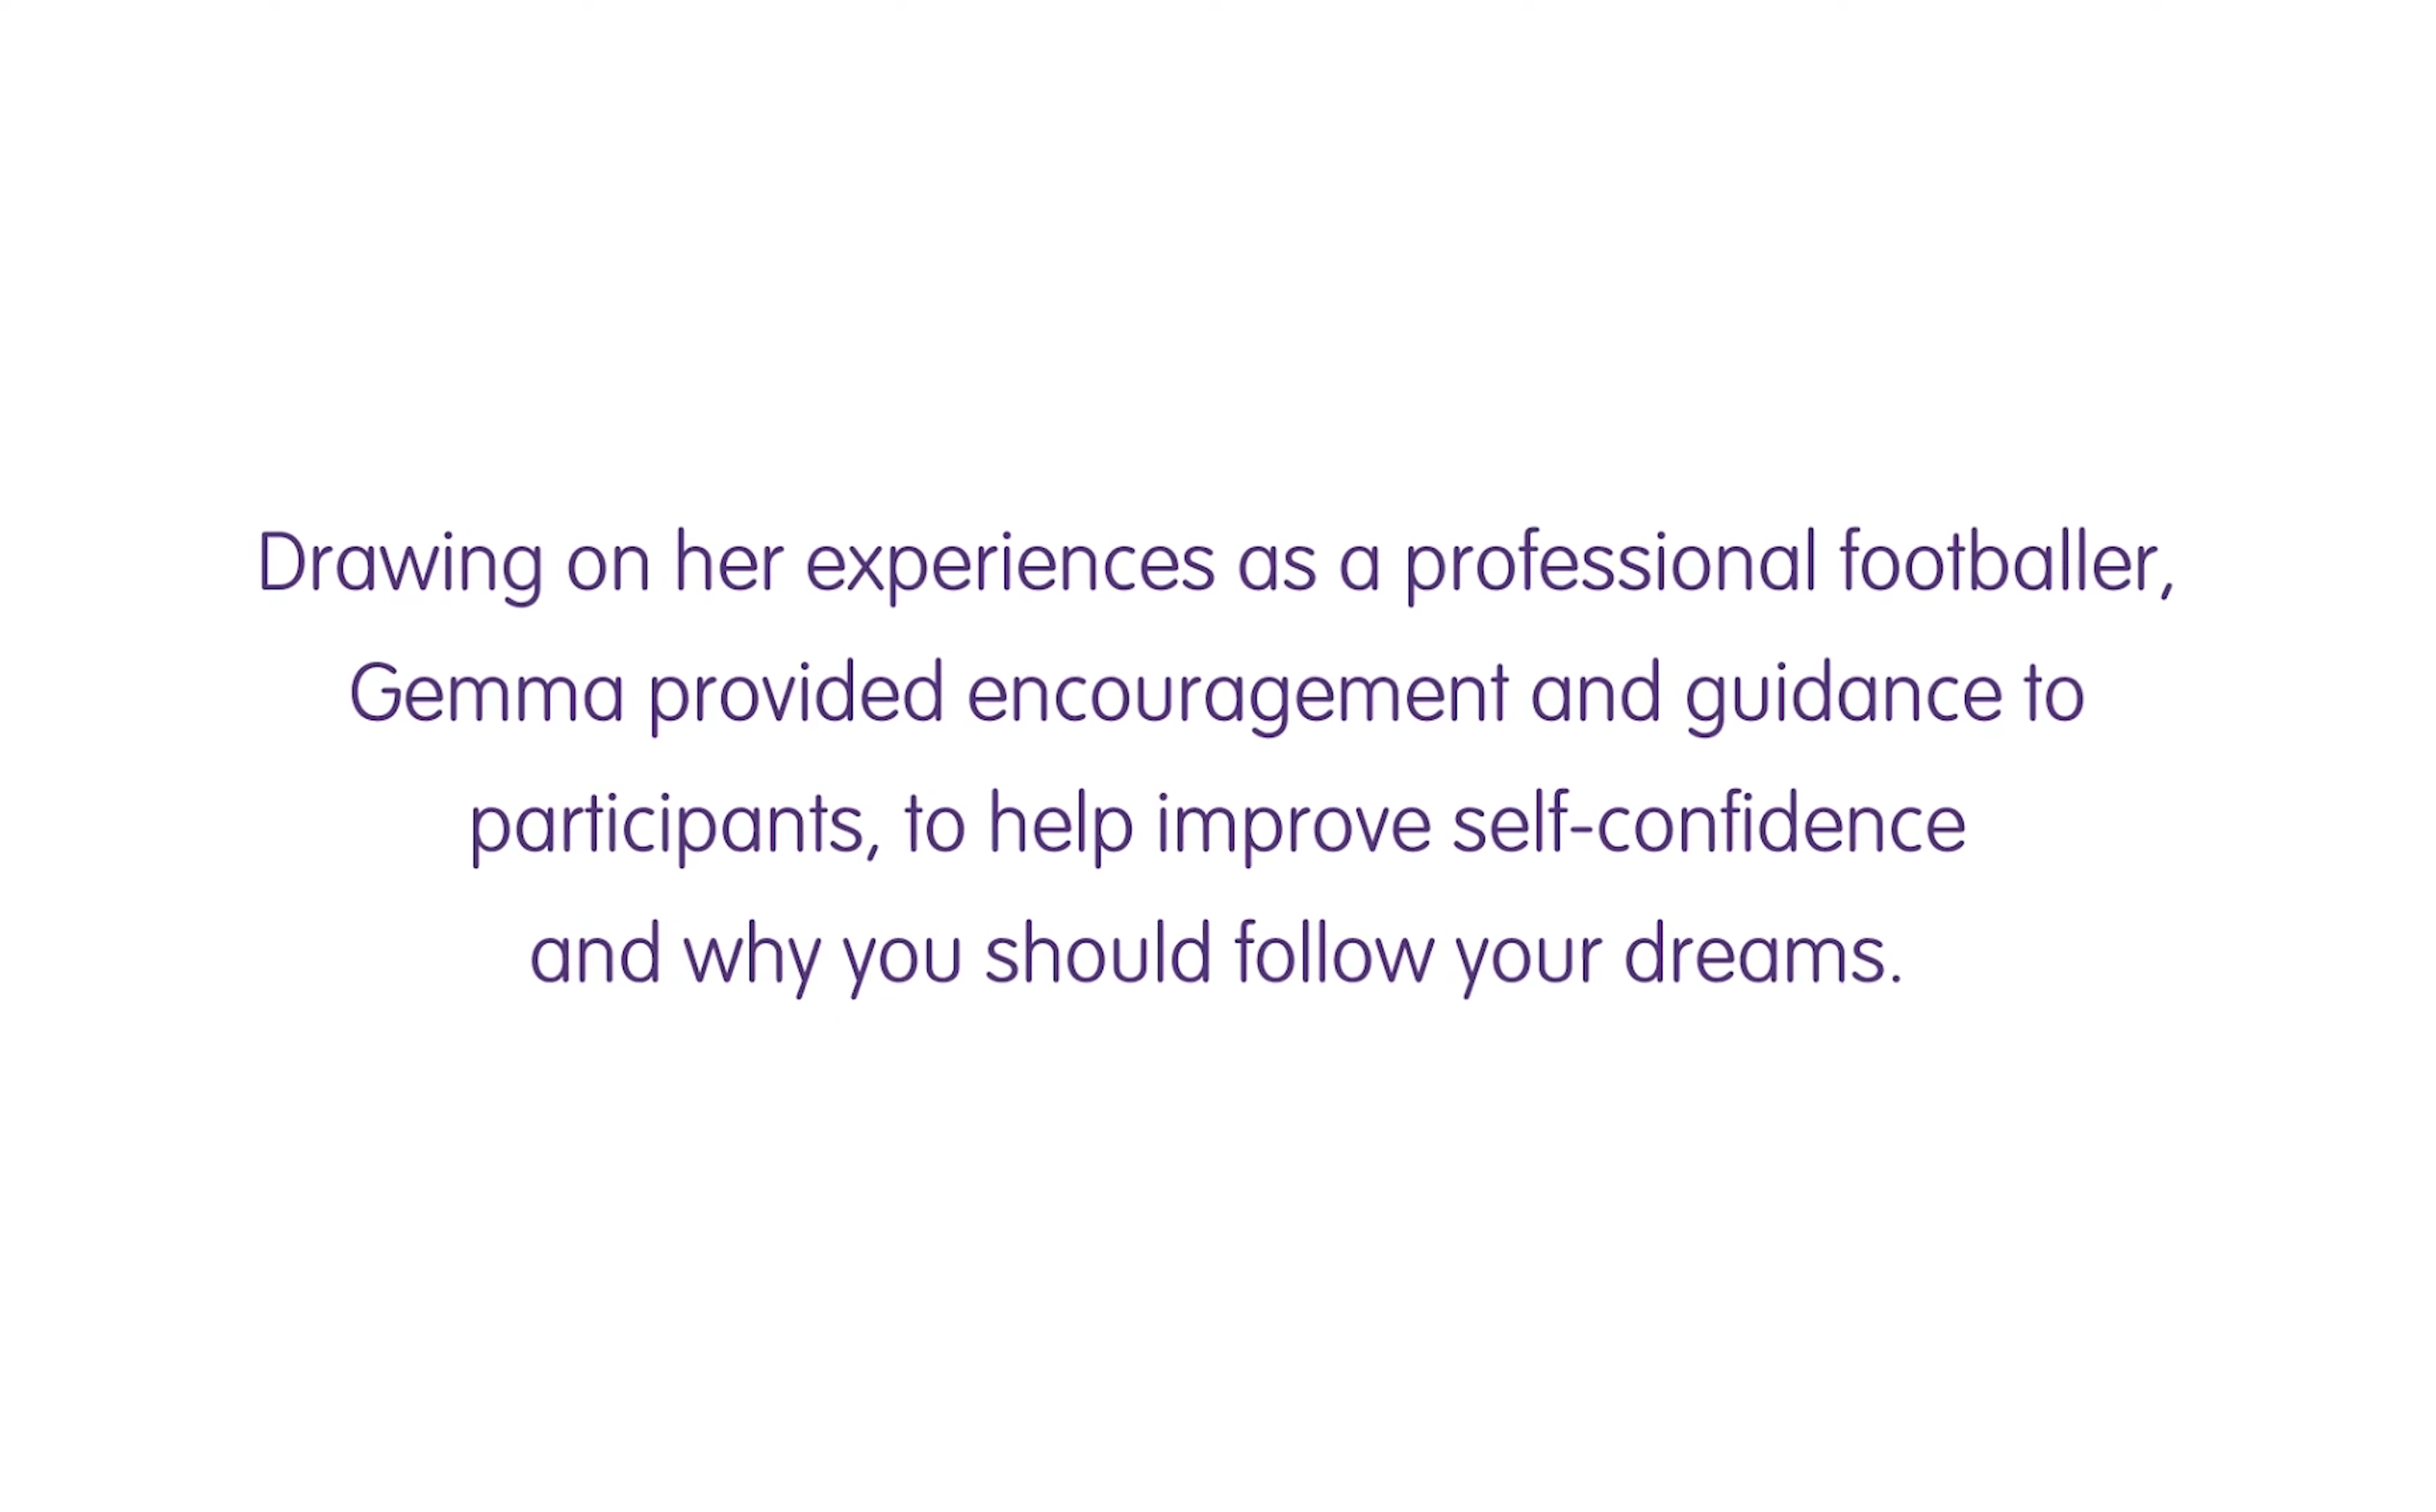 Drawing on her experiences as a professional footballer,
Gemma provided encouragement and guidance to
participants, to help improve self-confidence
and why you should follow your dreams.